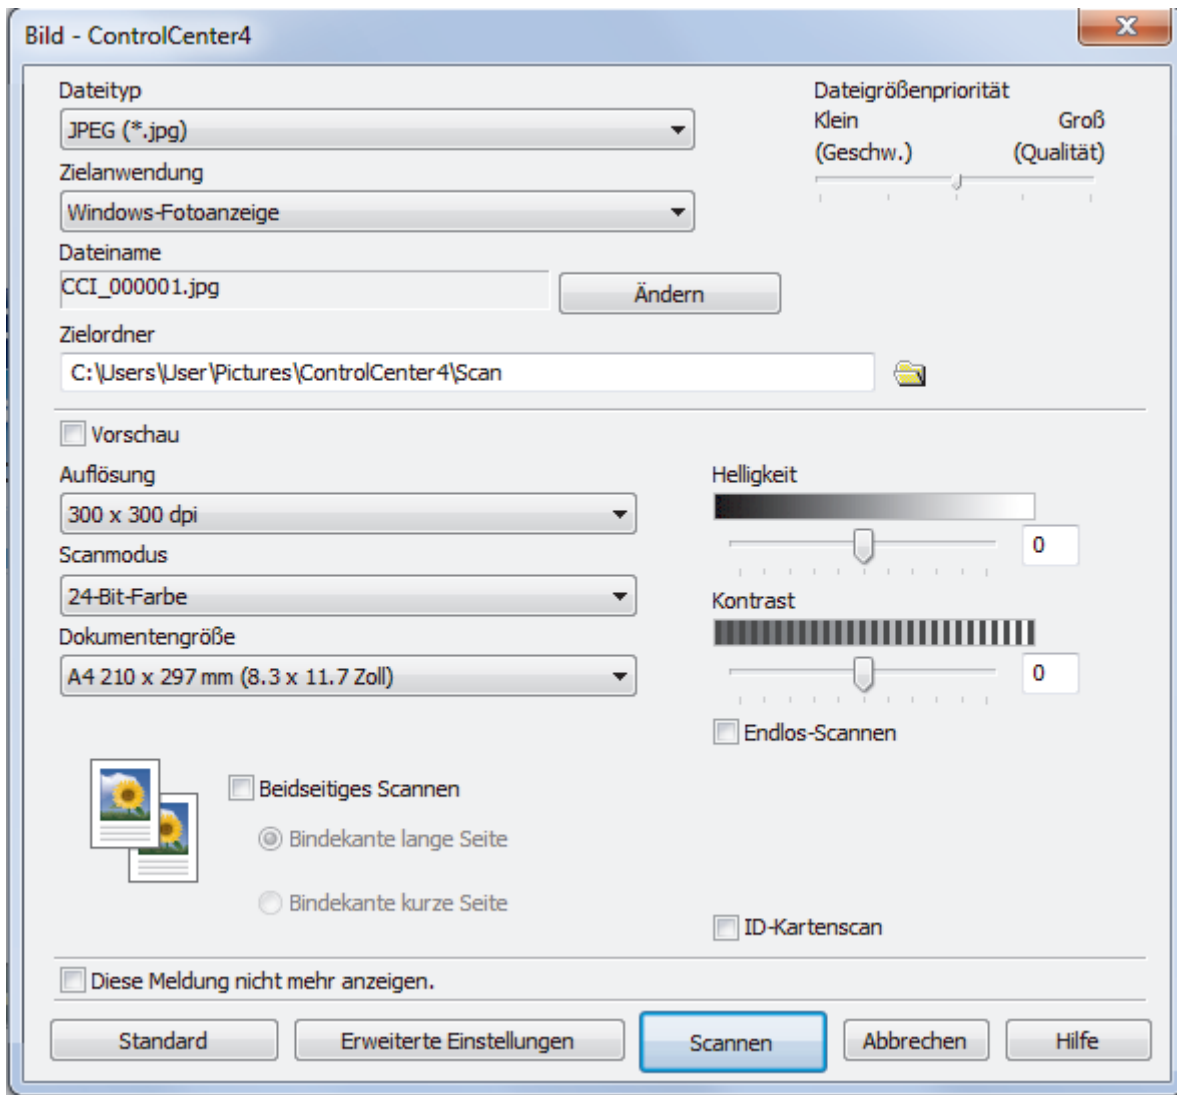 Bild - ControlCenter4
Dateityp
JPEG (*.jpg)
Zielanwendung
Windows-Fotoanzeige
Dateiname
CCI_000001.jpg
Ändern
Zielordner
C:\Users\User\Pictures\ControlCenter4\Scan
Dateigrößenpriorität
Klein Groß
(Geschw.) (Qualität)
Vorschau
Auflösung
300 x 300 dpi
Scanmodus
24-Bit-Farbe
Dokumentengröße
A4 210 x 297 mm (8.3 x 11.7 Zoll)
Helligkeit
0
Kontrast
0
Endlos-Scannen
Beidseitiges Scannen
Bindekante lange Seite
Bindekante kurze Seite
ID-Kartenscan
Diese Meldung nicht mehr anzeigen.
Standard Erweiterte Einstellungen Scannen Abbrechen Hilfe